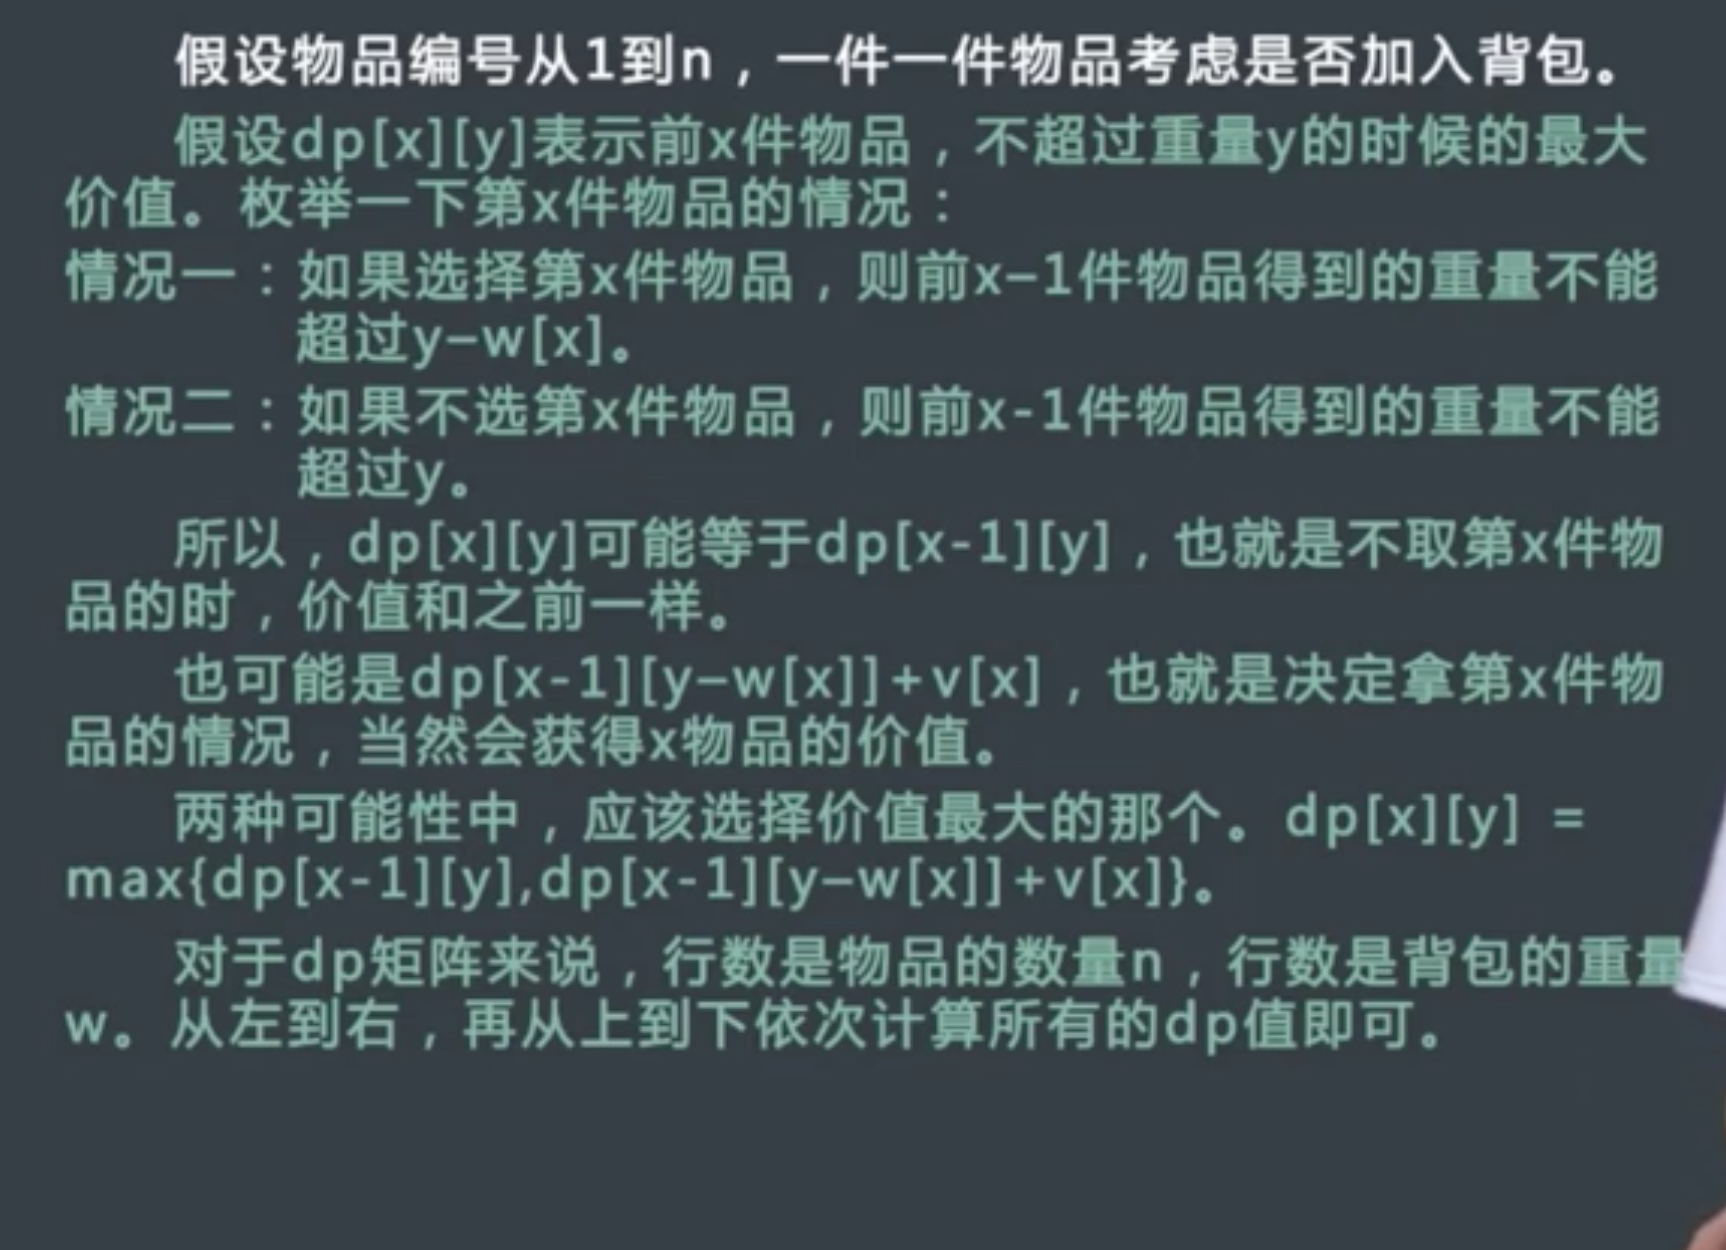 假设物品编号从1到n，一件一件物品考虑是否加入背包。
假设dp[x][y]表示前x件物品，不超过重量y的时候的最大
价值。枚举一下第x件物品的情况：
情况一：如果选择第x件物品，则前x–1件物品得到的重量不能
超过y–w[x]。
情况二：如果不选第x件物品，则前x-1件物品得到的重量不能
超过y。
所以，dp[x][y]可能等于dp[x-1][y]，也就是不取第x件物
品的时，价值和之前一样。
也可能是dp[x-1][y–w[x]]+v[x]，也就是决定拿第x件物
品的情况，当然会获得x物品的价值。
两种可能性中，应该选择价值最大的那个。dp[x][y] =
max{dp[x-1][y],dp[x-1][y–w[x]]+v[x]}。
对于dp矩阵来说，行数是物品的数量n，行数是背包的重量
w。从左到右，再从上到下依次计算所有的dp值即可。